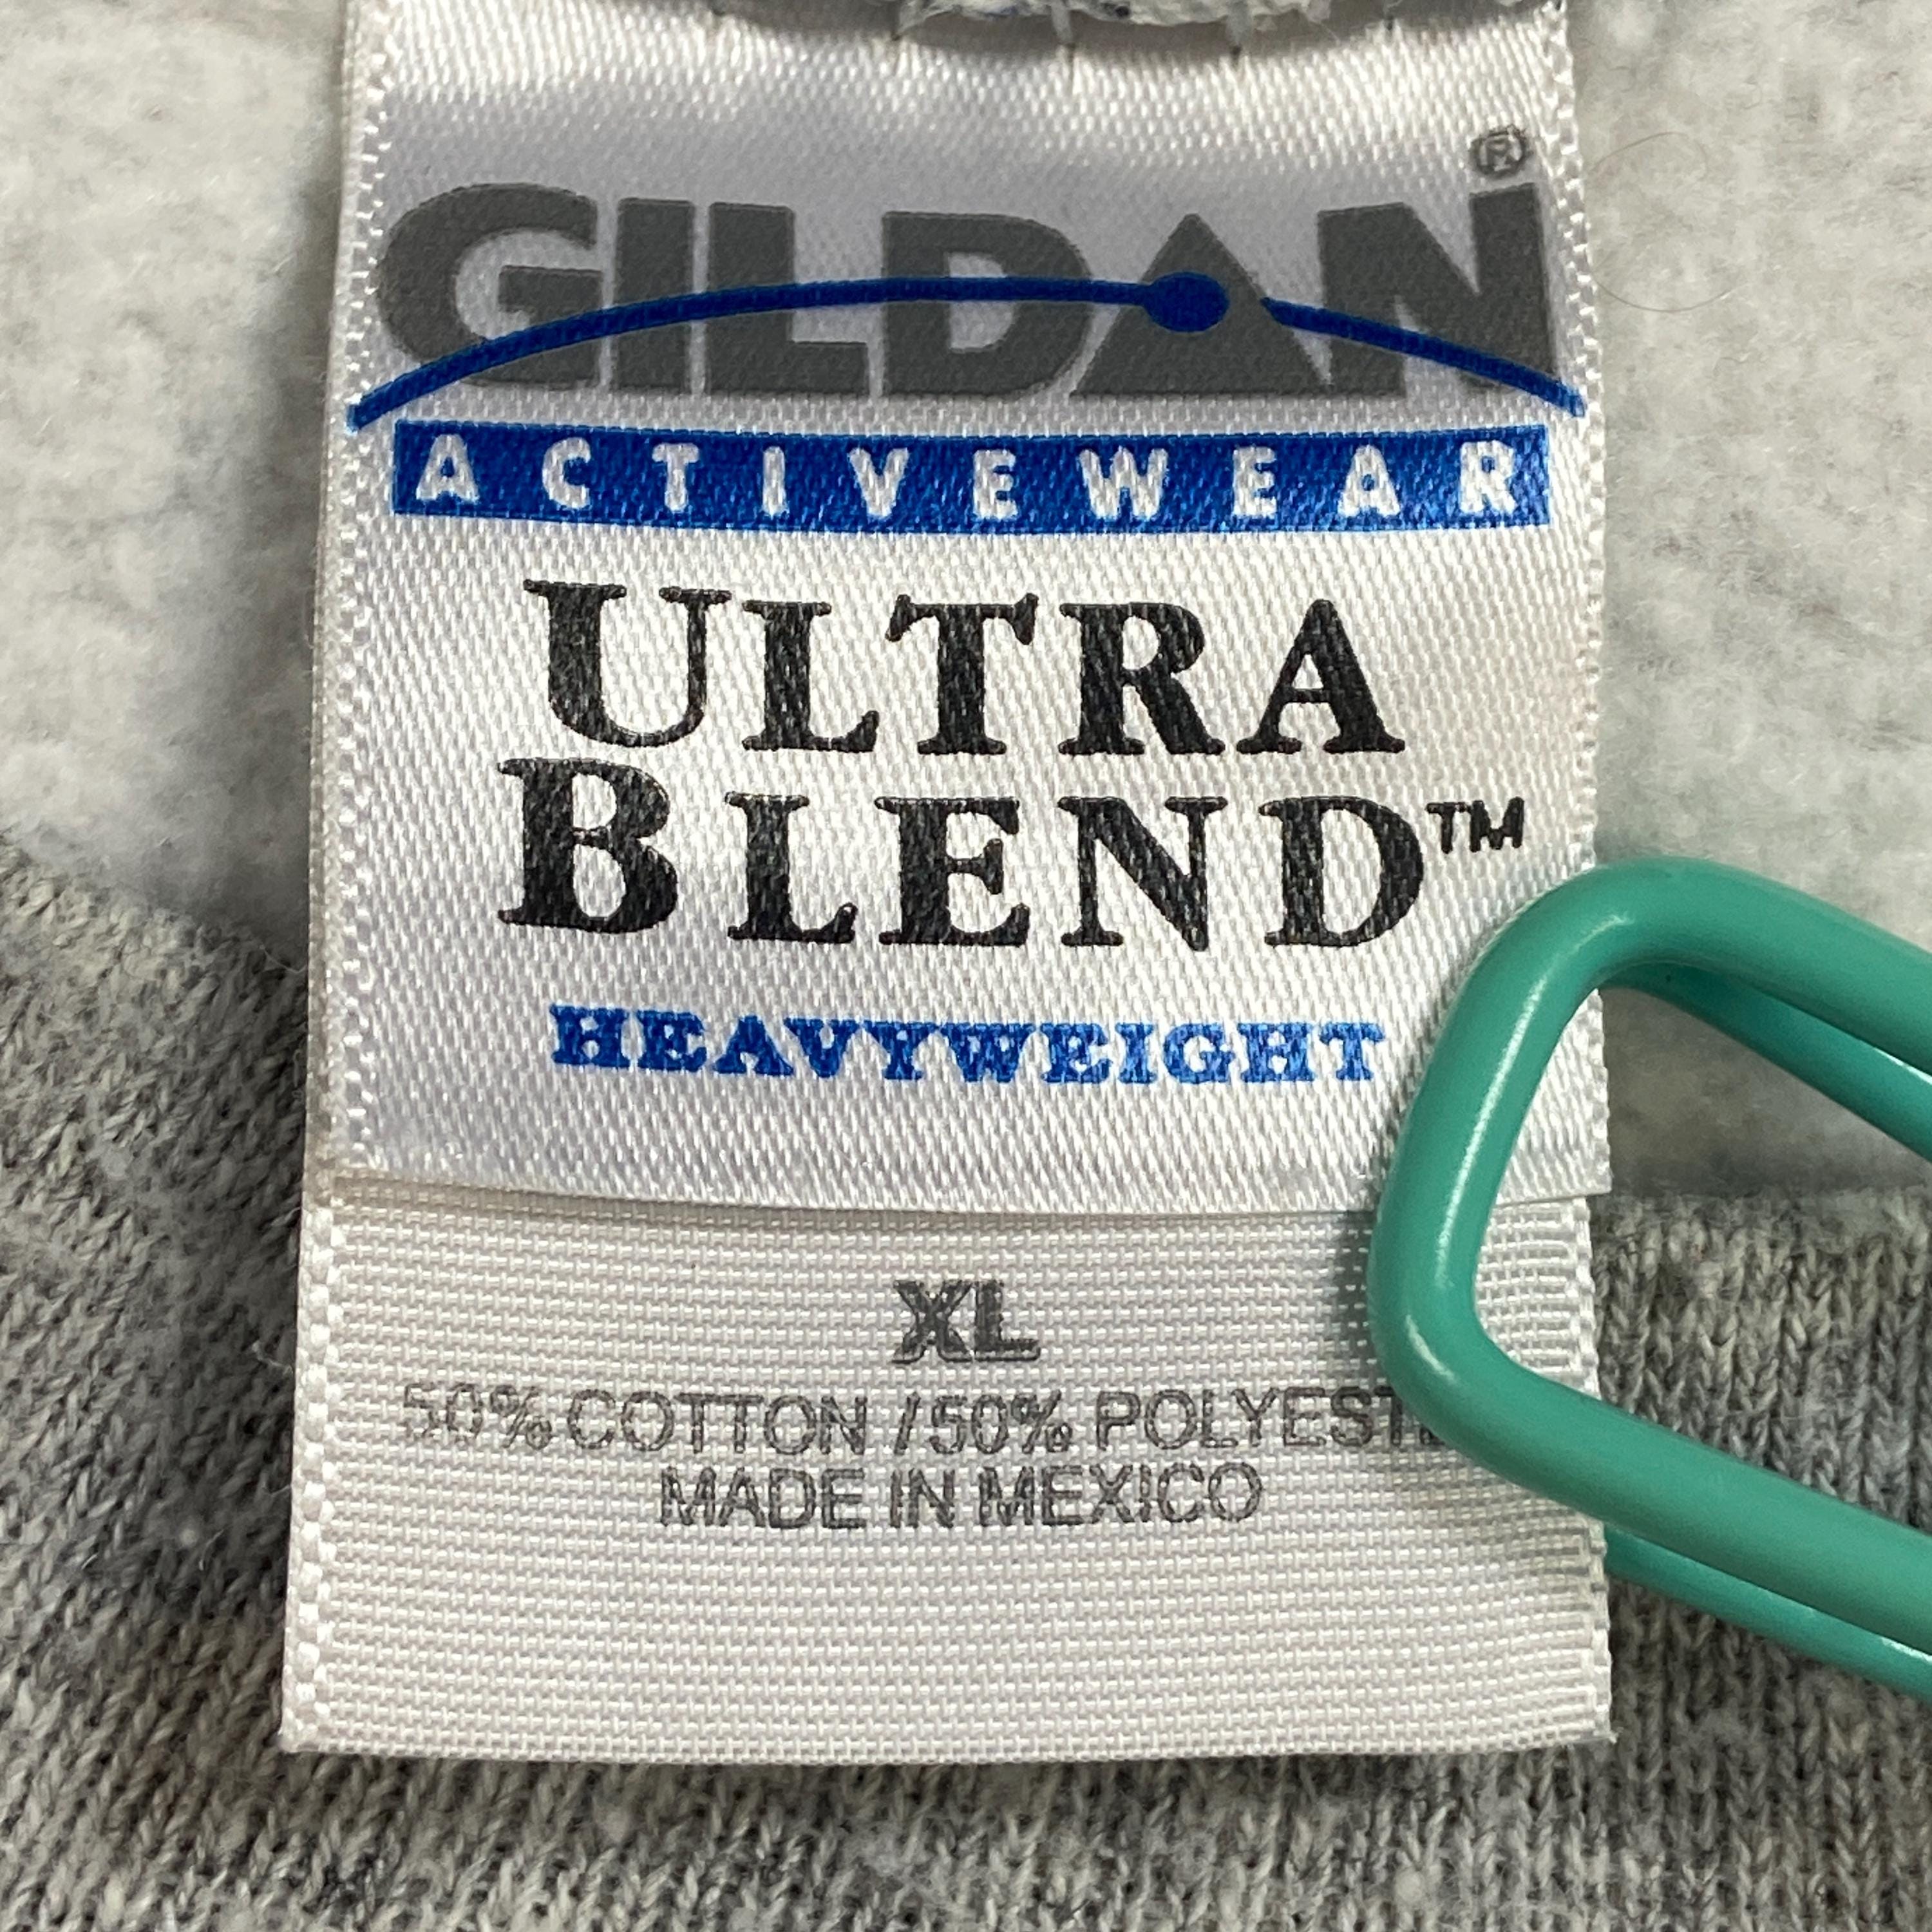 GILDAN®
ACTIVEWEAR
ULTRA
BLEND™
HEAVYWEIGHT
XL
50% COTTON / 50% POLYEST
MADE IN MEXICO